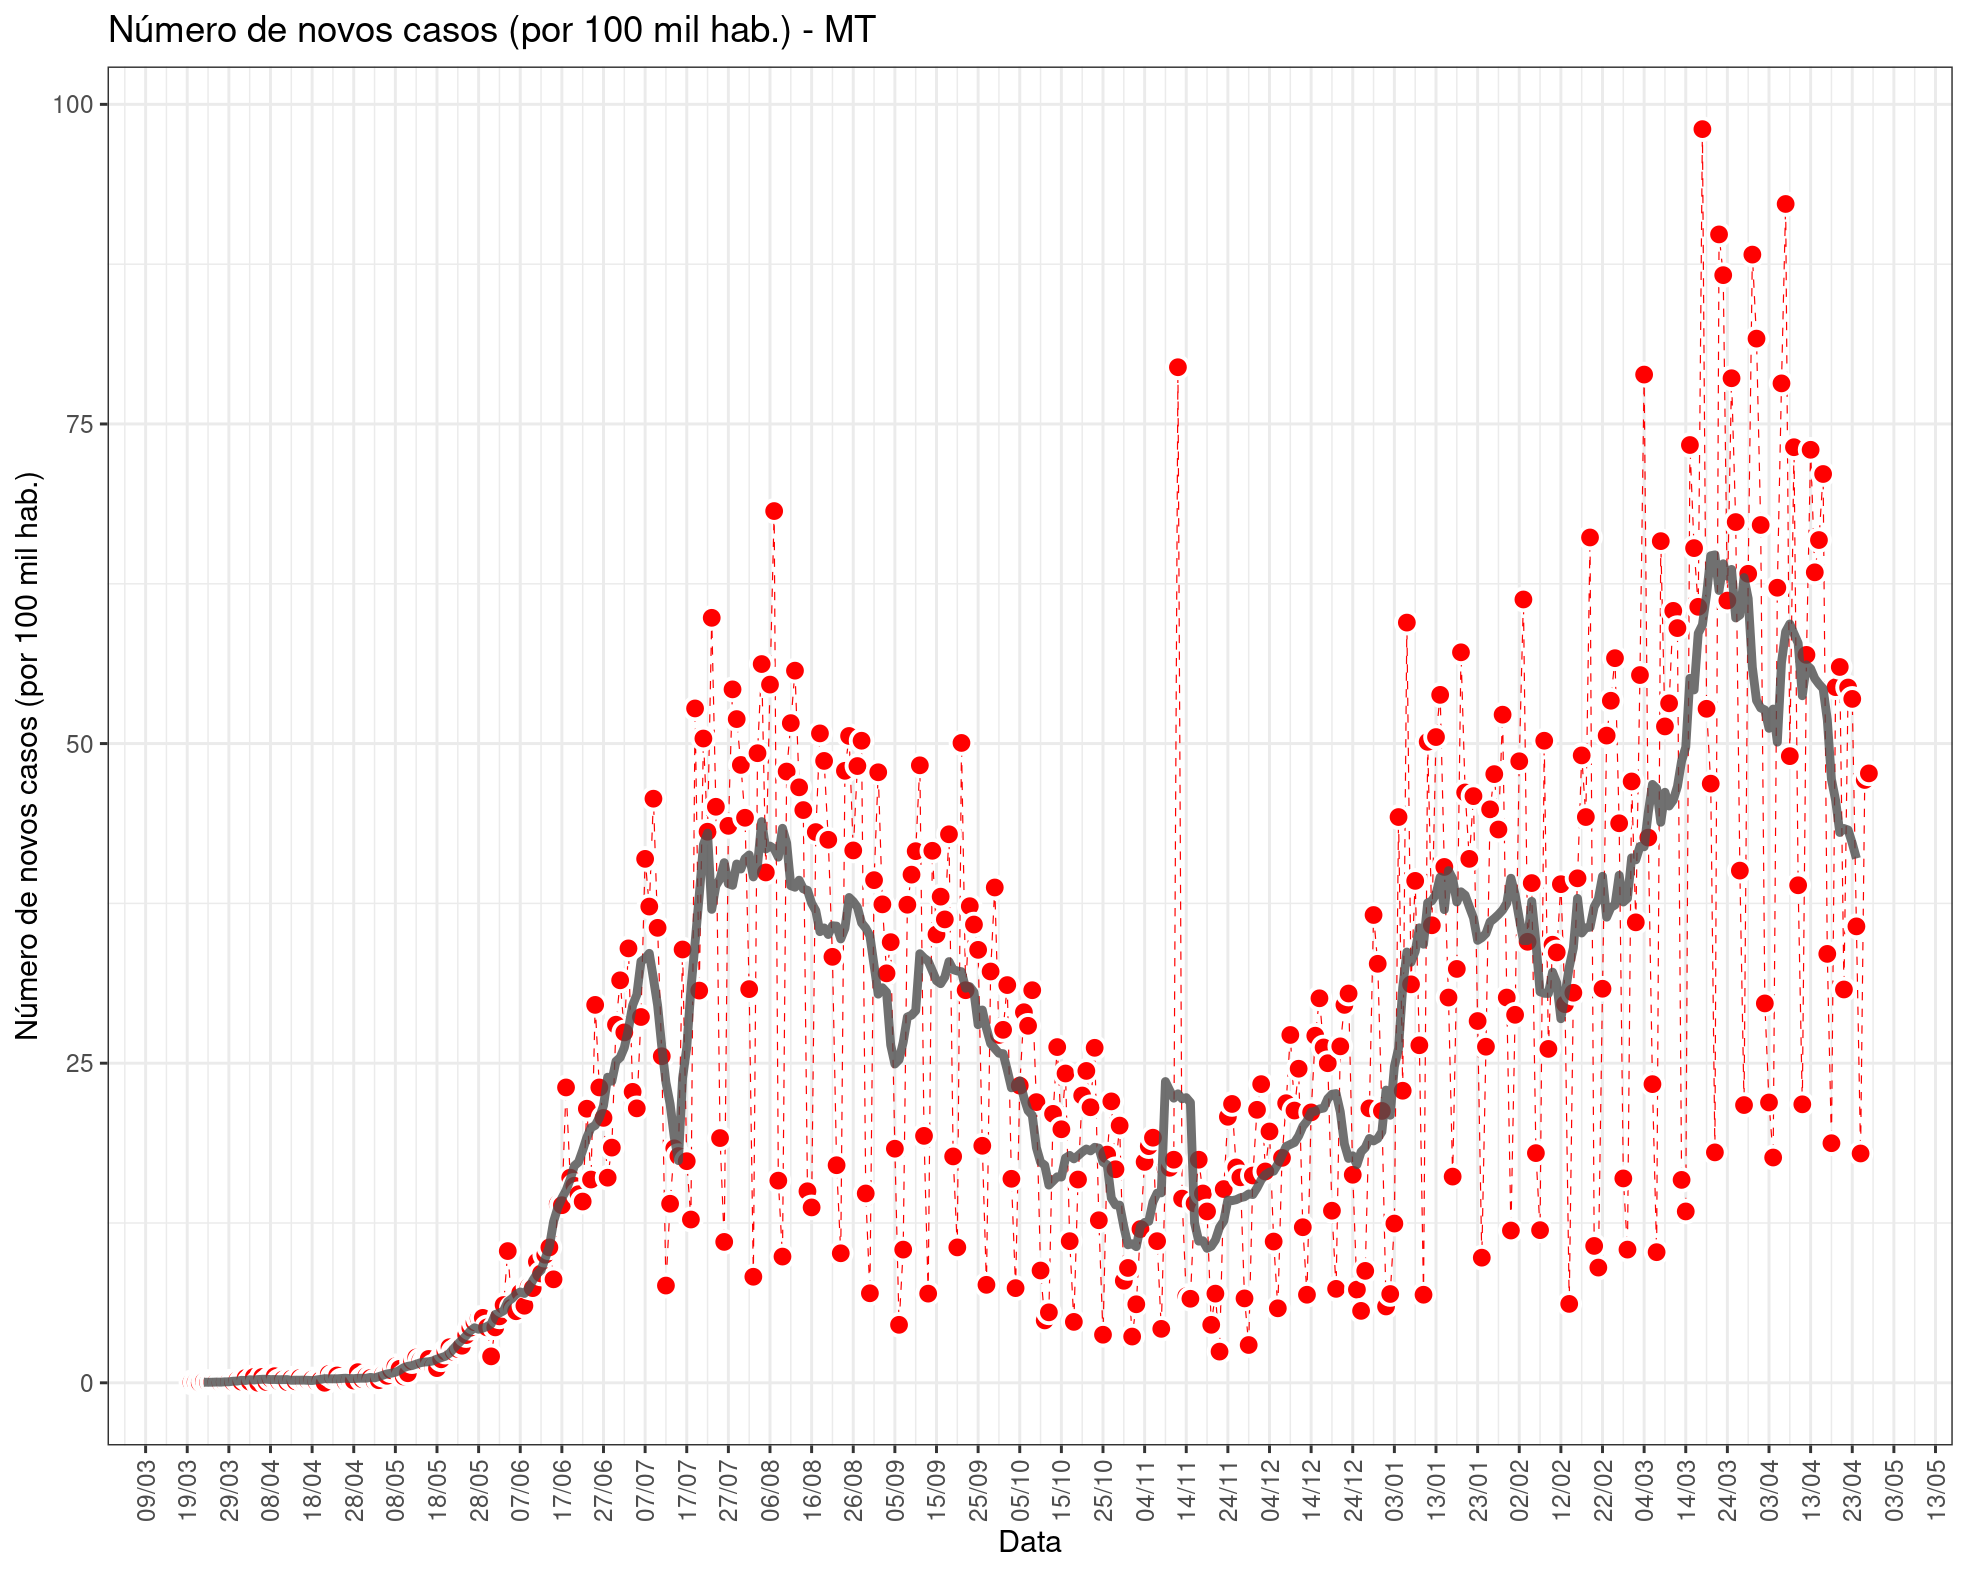 Número de novos casos (por 100 mil hab.) - MT
Número de novos casos (por 100 mil hab.)
100
75
50
25
0
09/03 19/03 29/03 08/04 18/04 28/04 08/05 18/05 28/05 07/06 17/06 27/06 07/07 17/07 27/07 06/08 16/08 26/08 05/09 15/09 25/09 05/10 15/10 25/10 04/11 14/11 24/11 04/12 14/12 24/12 03/01 13/01 23/01 02/02 12/02 22/02 04/03 14/03 24/03 03/04 13/04 23/04 03/05 13/05
Data